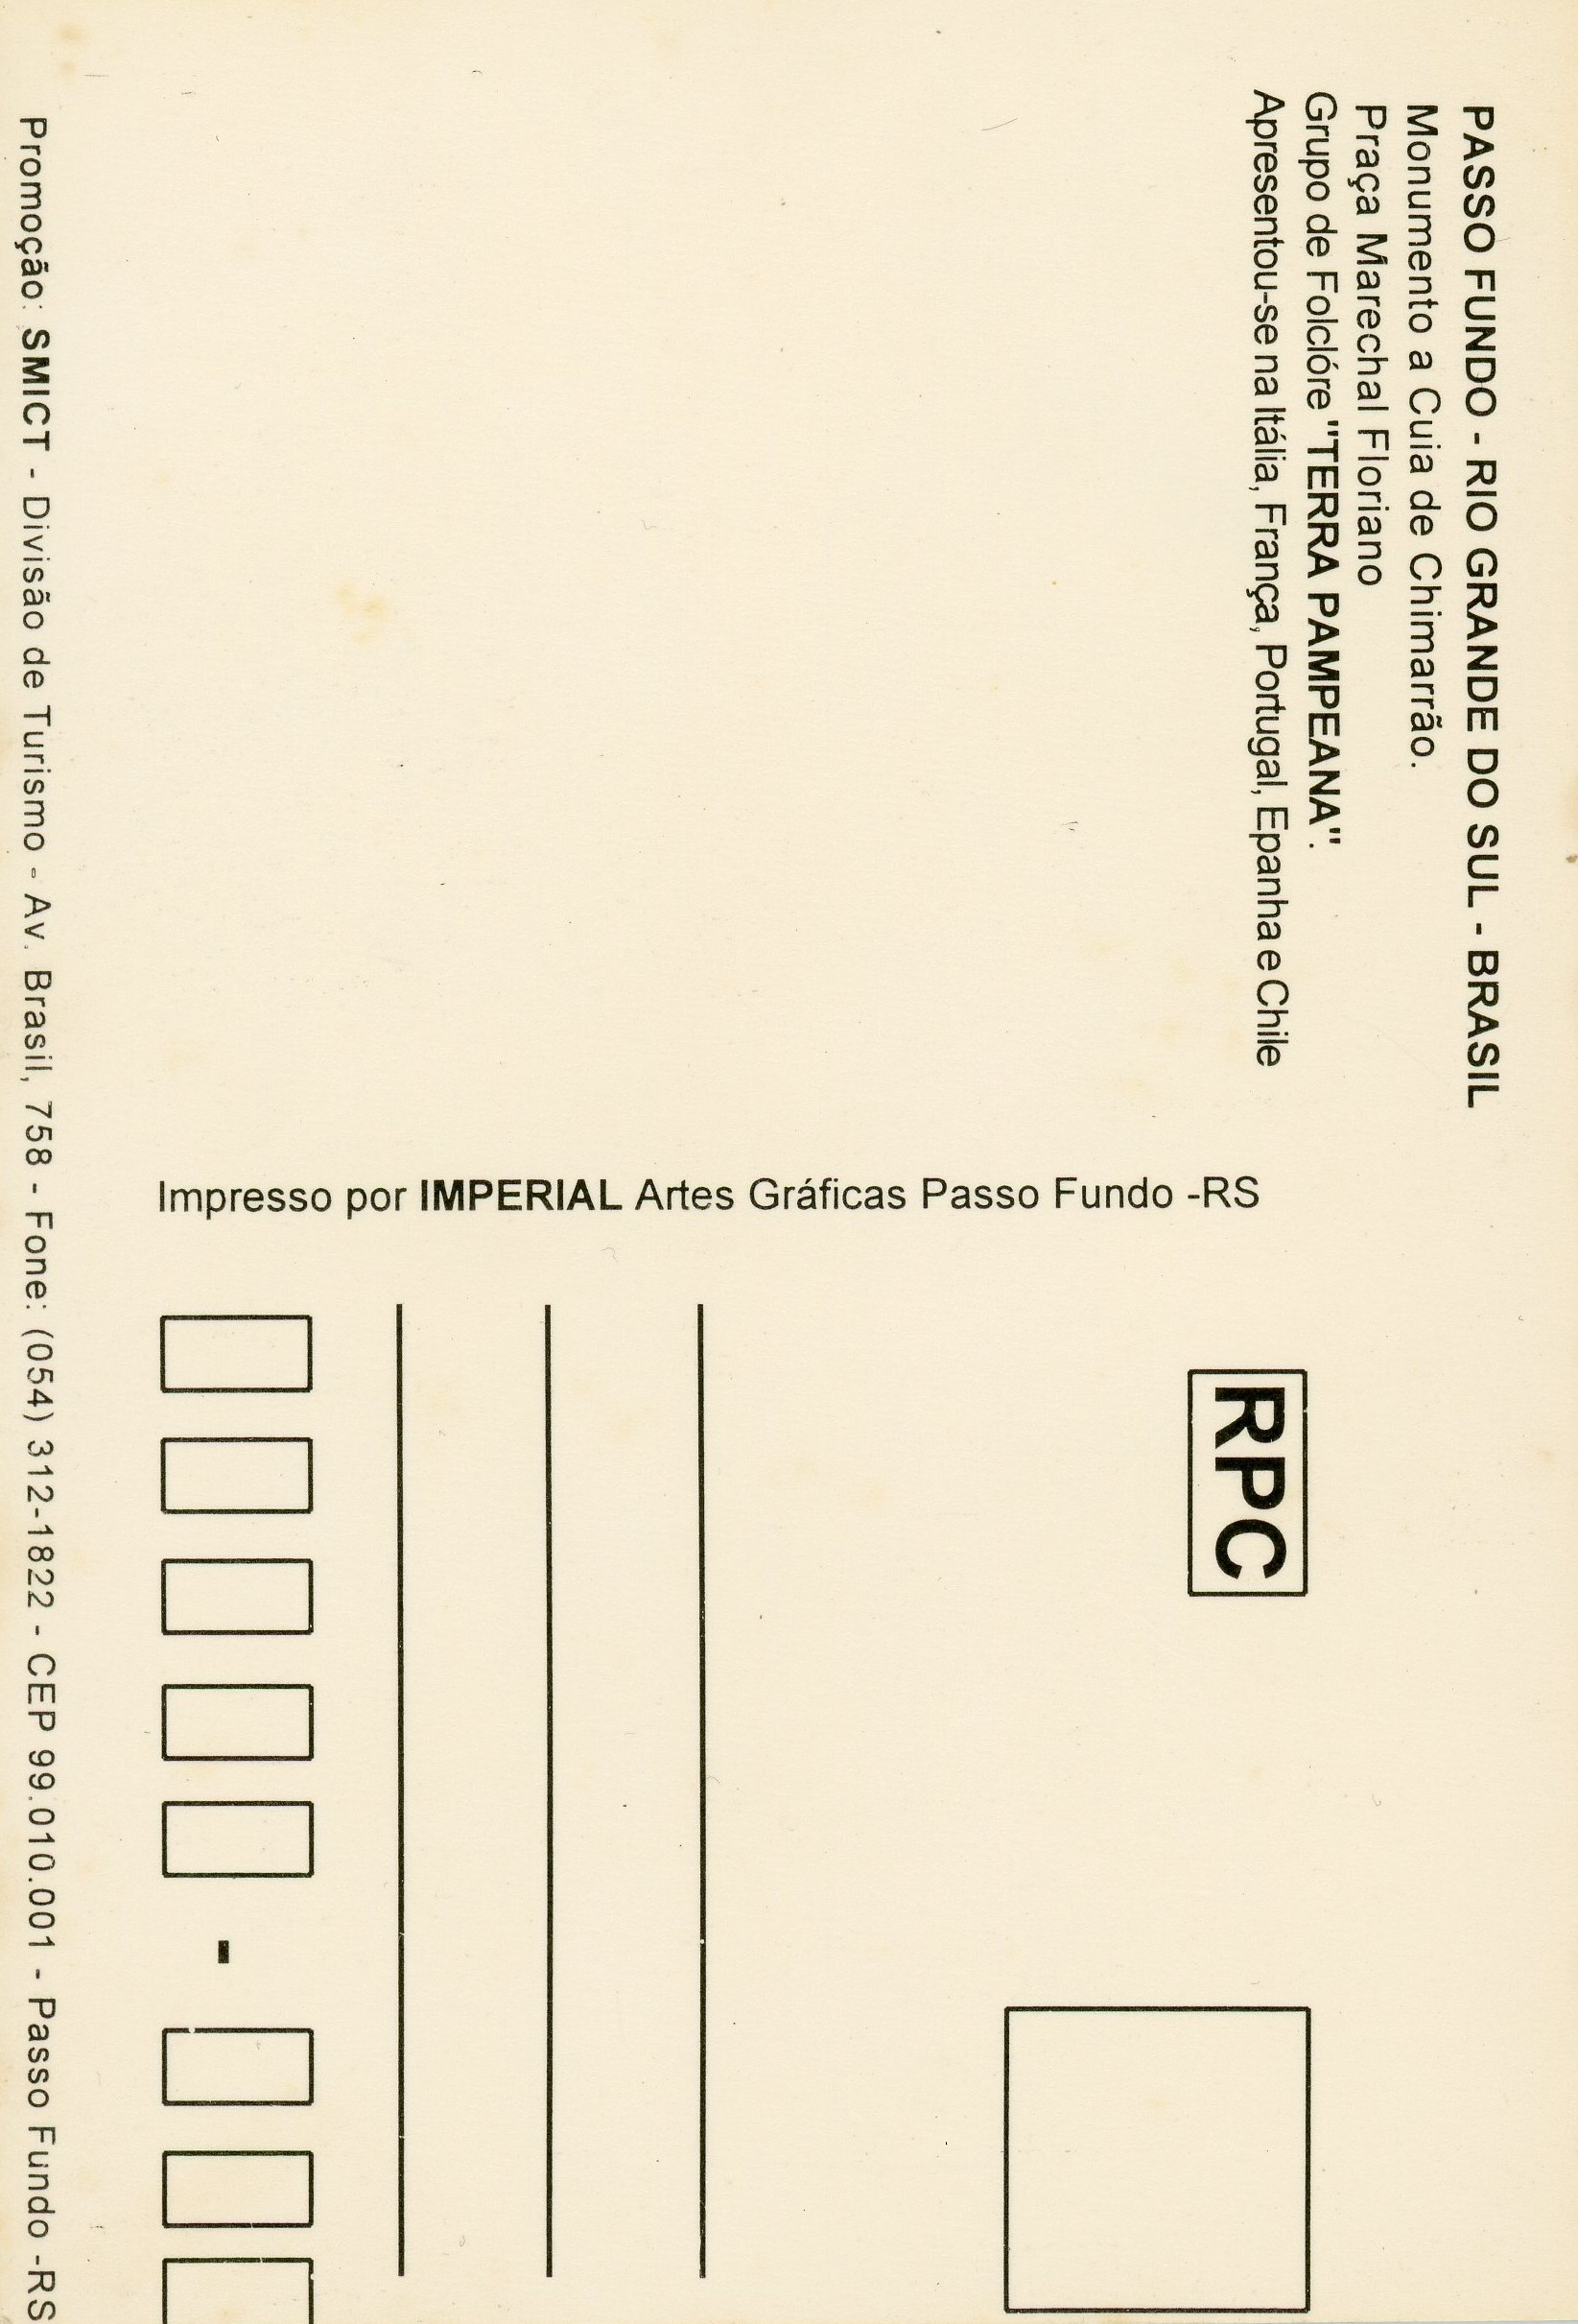 PASSO FUNDO - RIO GRANDE DO SUL - BRASIL
Monumento a Cuia de Chimarrão.
Praça Marechal Floriano
Grupo de Folclóre "TERRA PAMPEANA".
Apresentou-se na Itália, França, Portugal, Epanha e Chile
Impresso por IMPERIAL Artes Gráficas Passo Fundo -RS
RPC
-
Promoção: SMICT - Divisão de Turismo - Av. Brasil, 758 - Fone: (054) 312-1822 - CEP 99.010.001 - Passo Fundo -RS